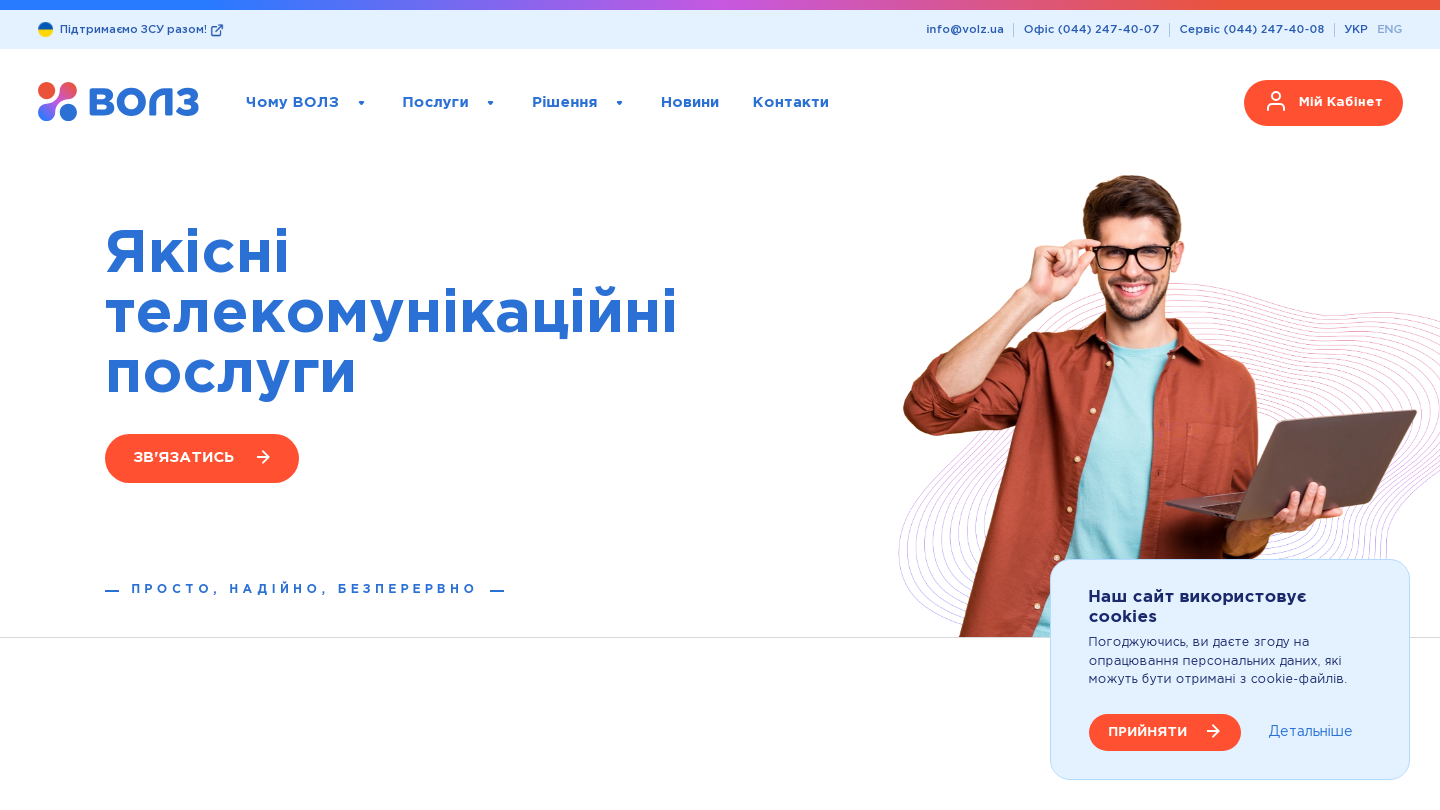 Підтримаємо ЗСУ разом!
info@volz.ua
Офіс (044) 247-40-07
Сервіс (044) 247-40-08
УКР ENG
ВОЛЗ
Чому ВОЛЗ
Послуги
Рішення
Новини
Контакти
Мій Кабінет
Якісні
телекомунікаційні
послуги
ЗВ'ЯЗАТИСЬ
ПРОСТО, НАДІЙНО, БЕЗПЕРЕРВНО
Наш сайт використовує
cookies
Погоджуючись, ви даєте згоду на
опрацювання персональних даних, які
можуть бути отримані з cookie-файлів.
ПРИЙНЯТИ
Детальніше